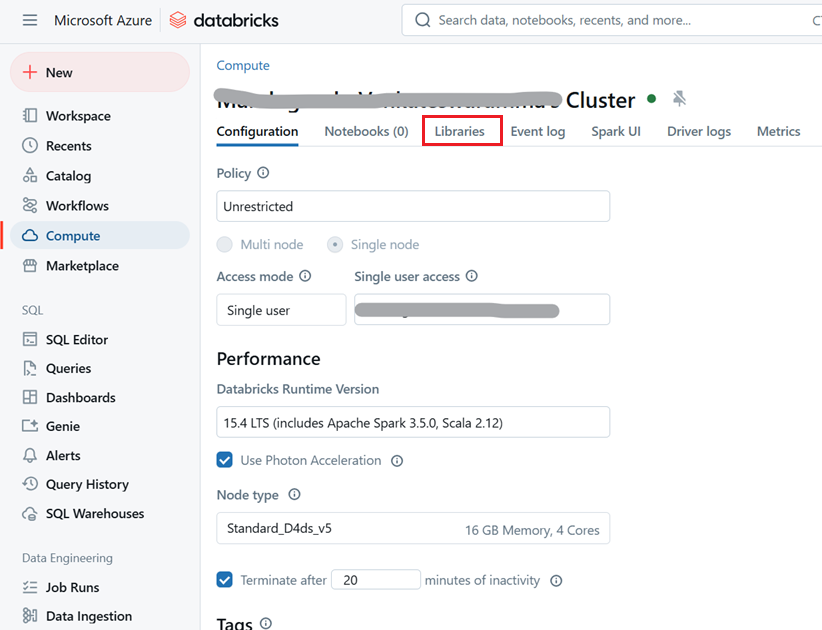 Microsoft Azure databricks Search data, notebooks, recents, and more...
New
Workspace
Recents
Catalog
Workflows
Compute
Marketplace
SQL
SQL Editor
Queries
Dashboards
Genie
Alerts
Query History
SQL Warehouses
Data Engineering
Job Runs
Data Ingestion
Compute
Cluster
Configuration Notebooks (0) Libraries Event log Spark UI Driver logs Metrics
Policy
Unrestricted
Multi node Single node
Access mode Single user access
Single user
Performance
Databricks Runtime Version
15.4 LTS (includes Apache Spark 3.5.0, Scala 2.12)
Use Photon Acceleration
Node type
Standard_D4ds_v5 16 GB Memory, 4 Cores
Terminate after 20 minutes of inactivity
Tags